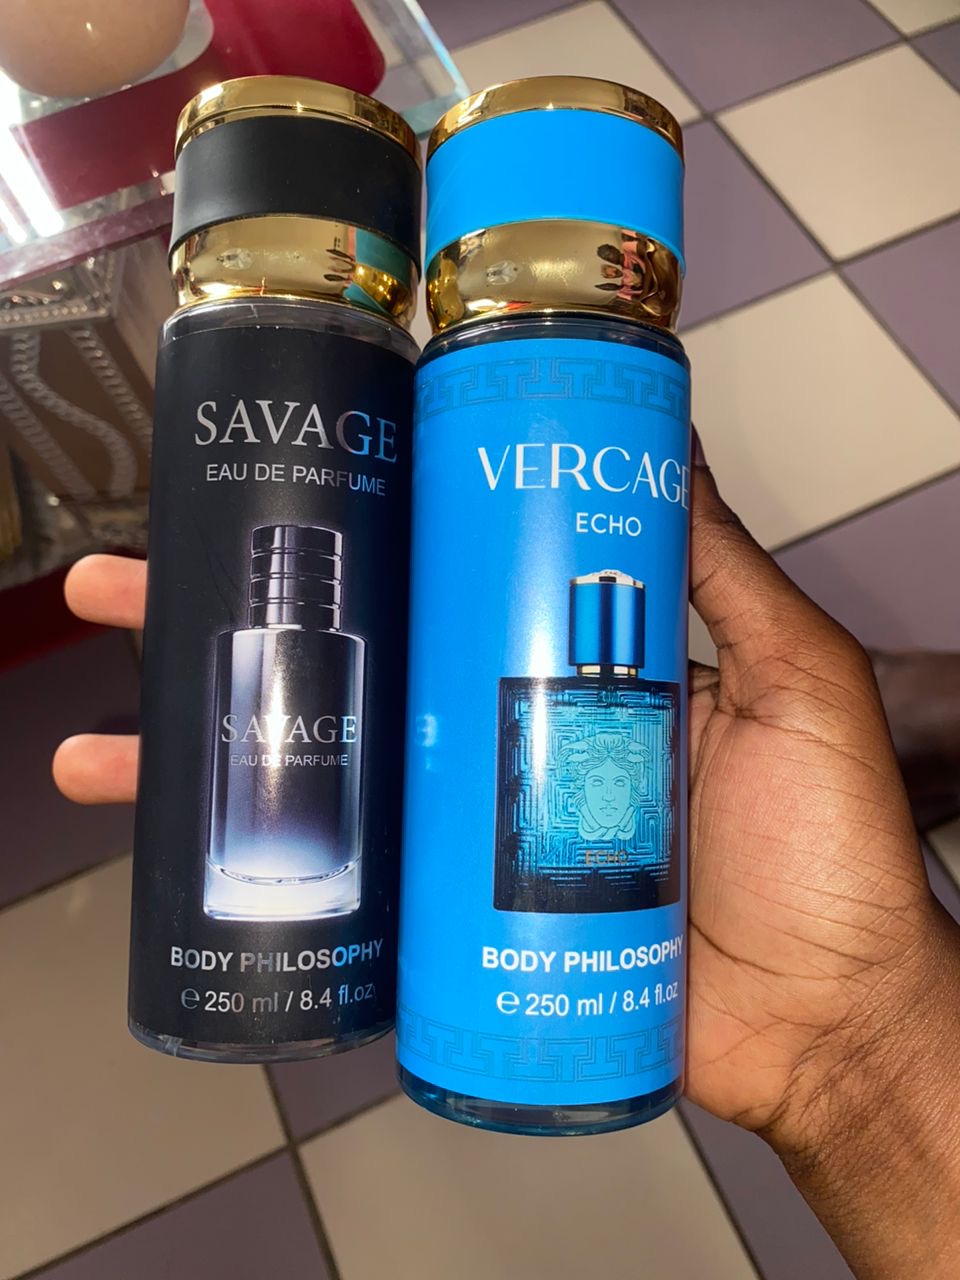 SAVAGE
EAU DE PARFUME
SAVAGE
EAU DE PARFUME
BODY PHILOSOPHY
℮ 250 ml / 8.4 fl.oz
VERCAGE
ECHO
ECHO
BODY PHILOSOPHY
℮ 250 ml / 8.4 fl.oz